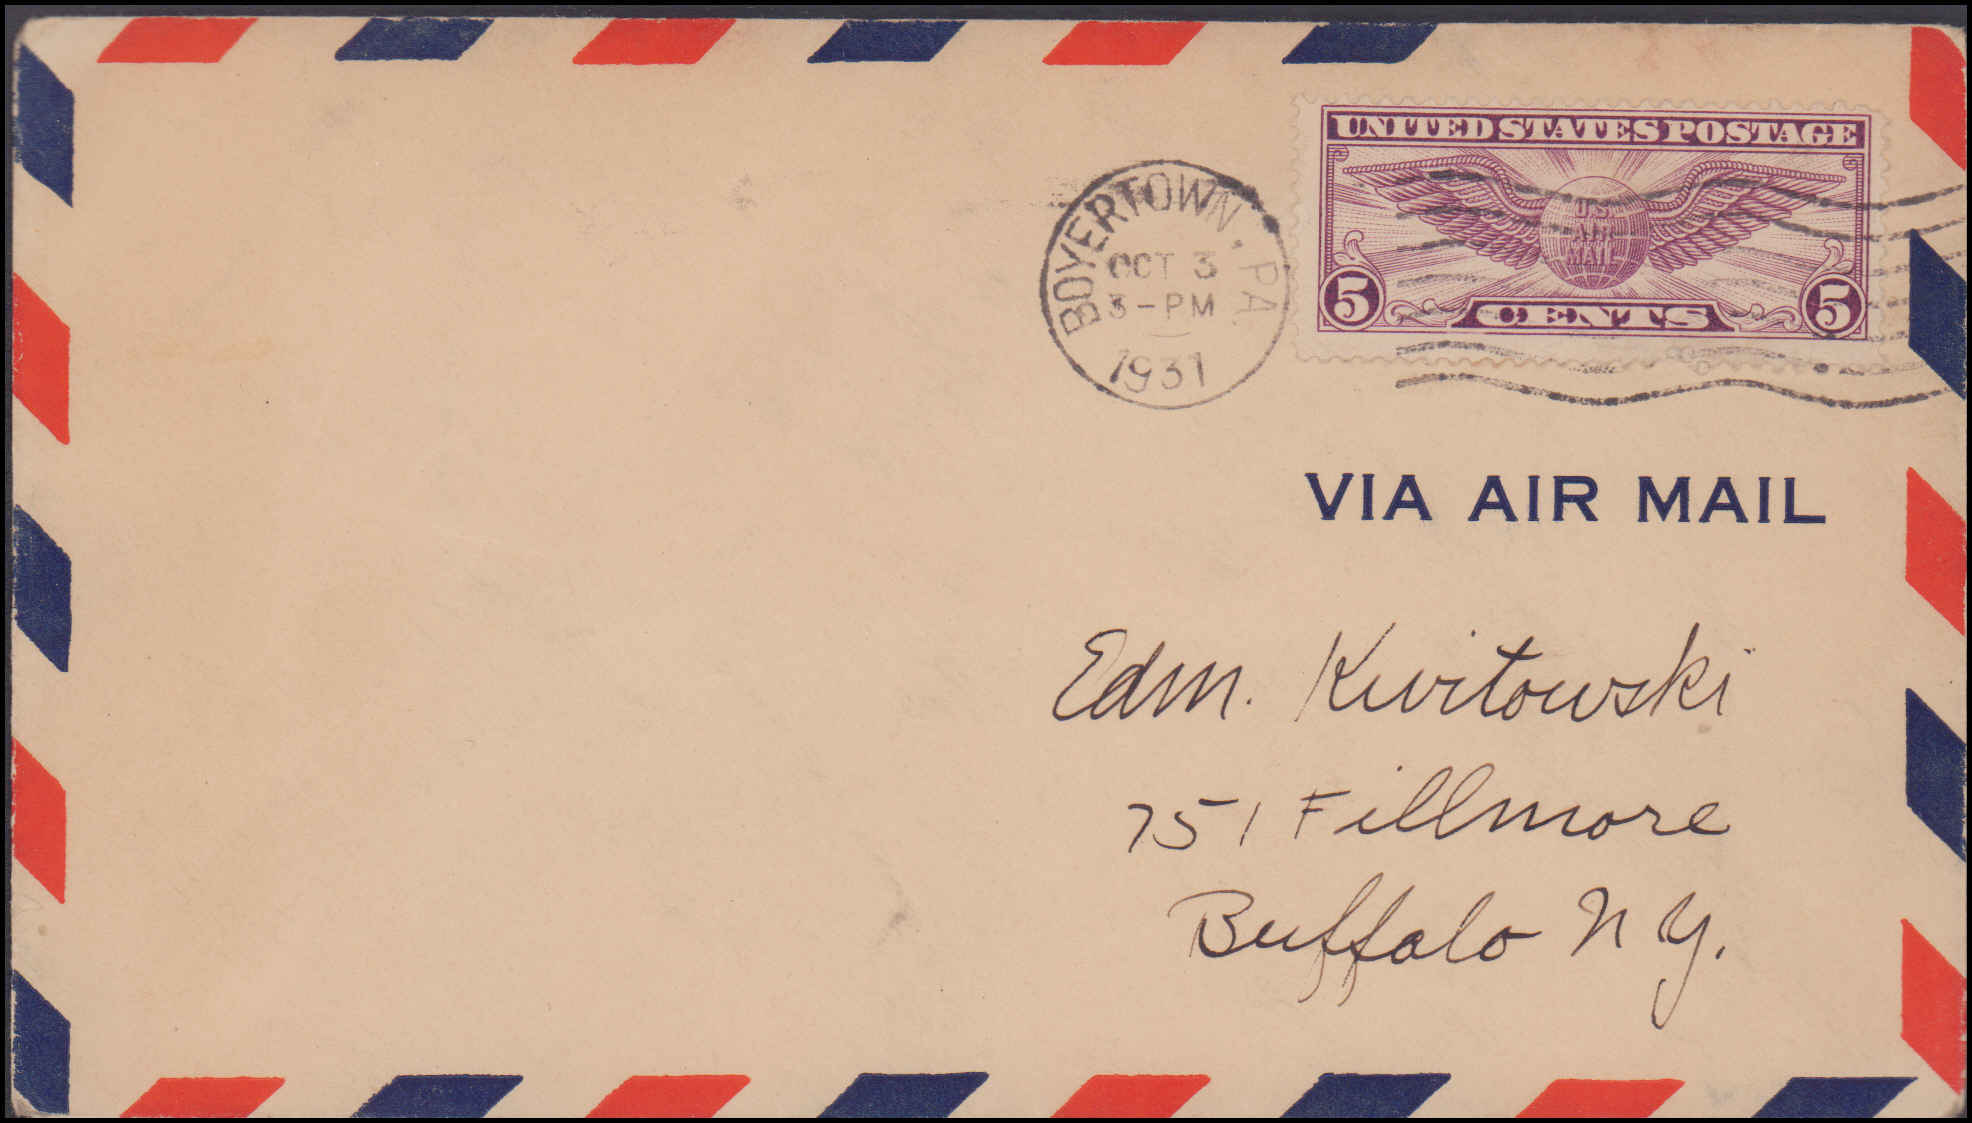 UNITED STATES POSTAGE
U.S.
AIR
MAIL
5 CENTS 5
BOYERTOWN. PA.
OCT 3
3-PM
1931
VIA AIR MAIL
Edm. Kwitowski
751 Fillmore
Buffalo N Y.